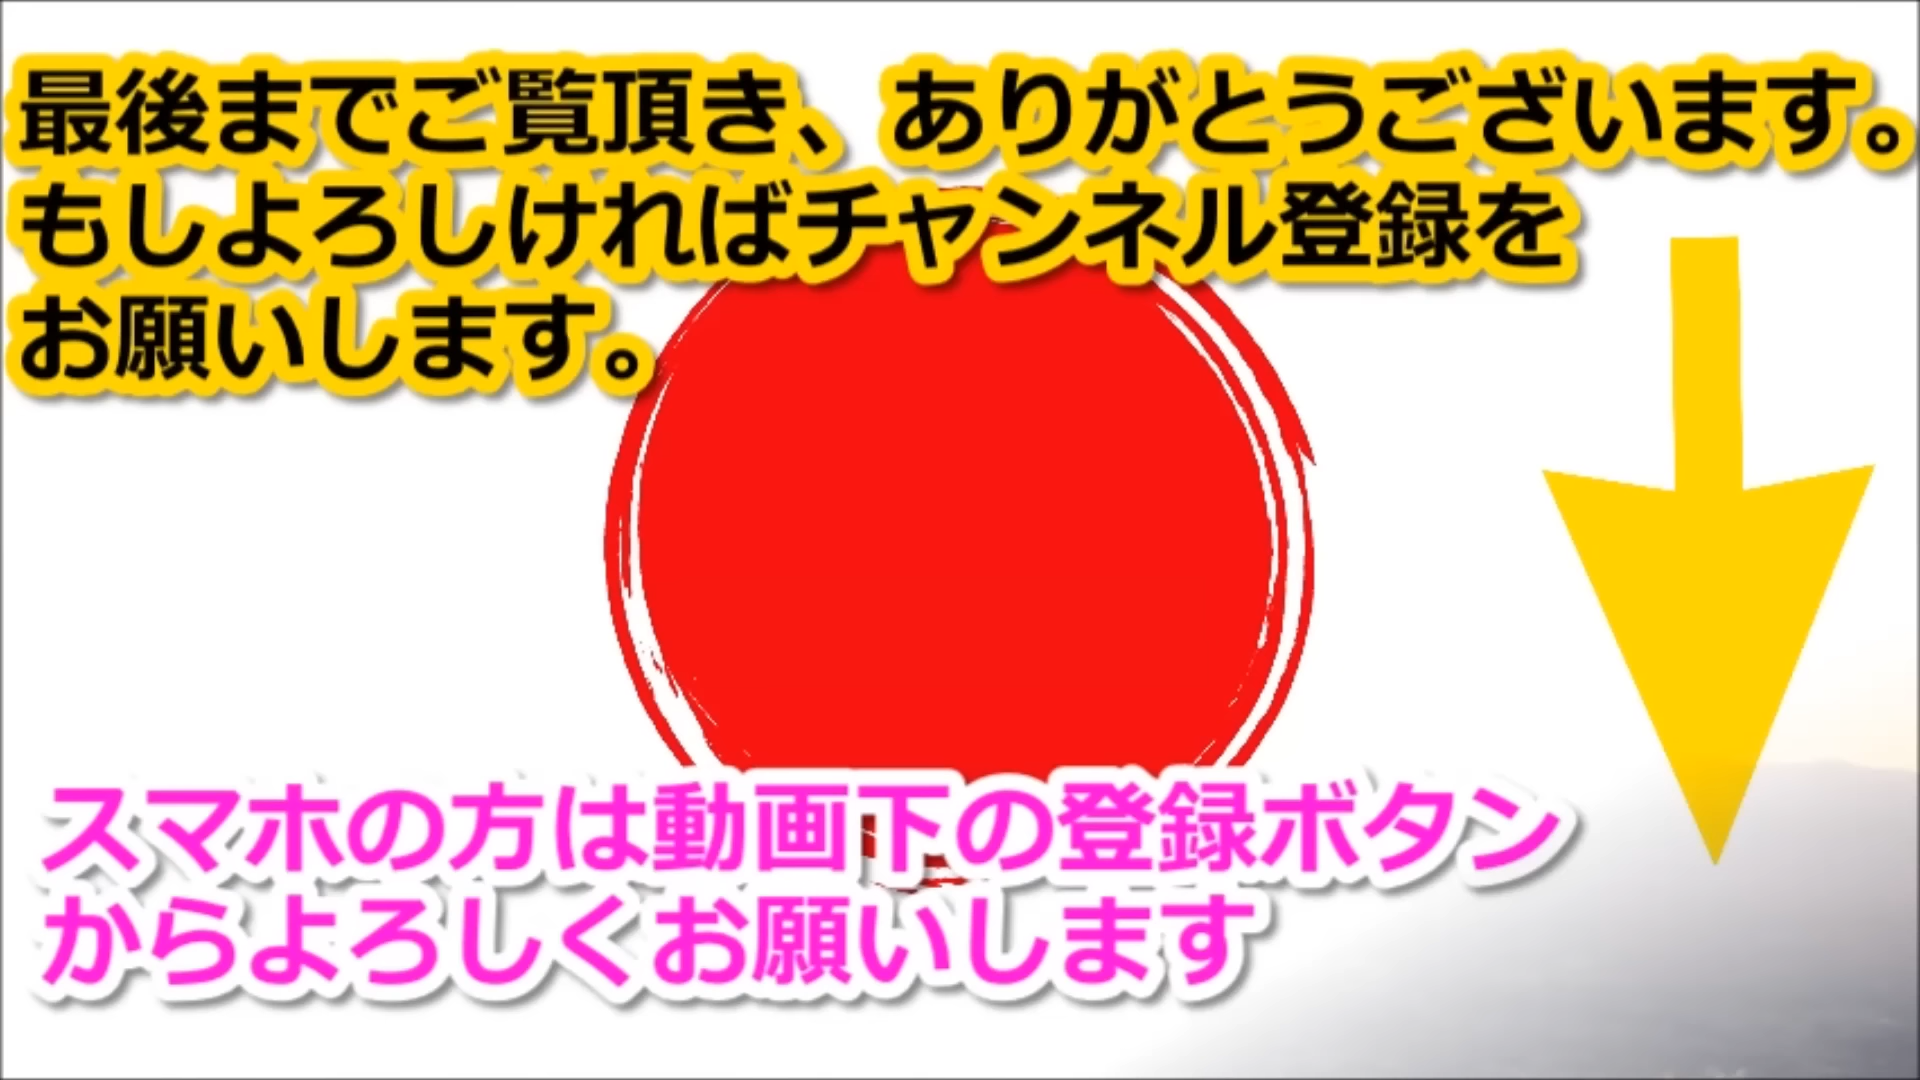 最後までご覧頂き、ありがとうございます。
もしよろしければチャンネル登録を
お願いします。
スマホの方は動画下の登録ボタン
からよろしくお願いします